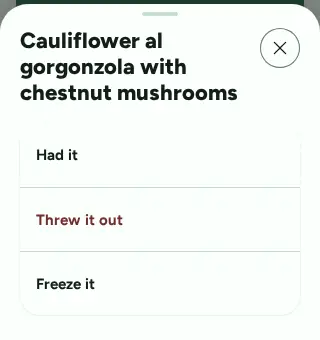 Cauliflower al
gorgonzola with
chestnut mushrooms
Had it
Threw it out
Freeze it